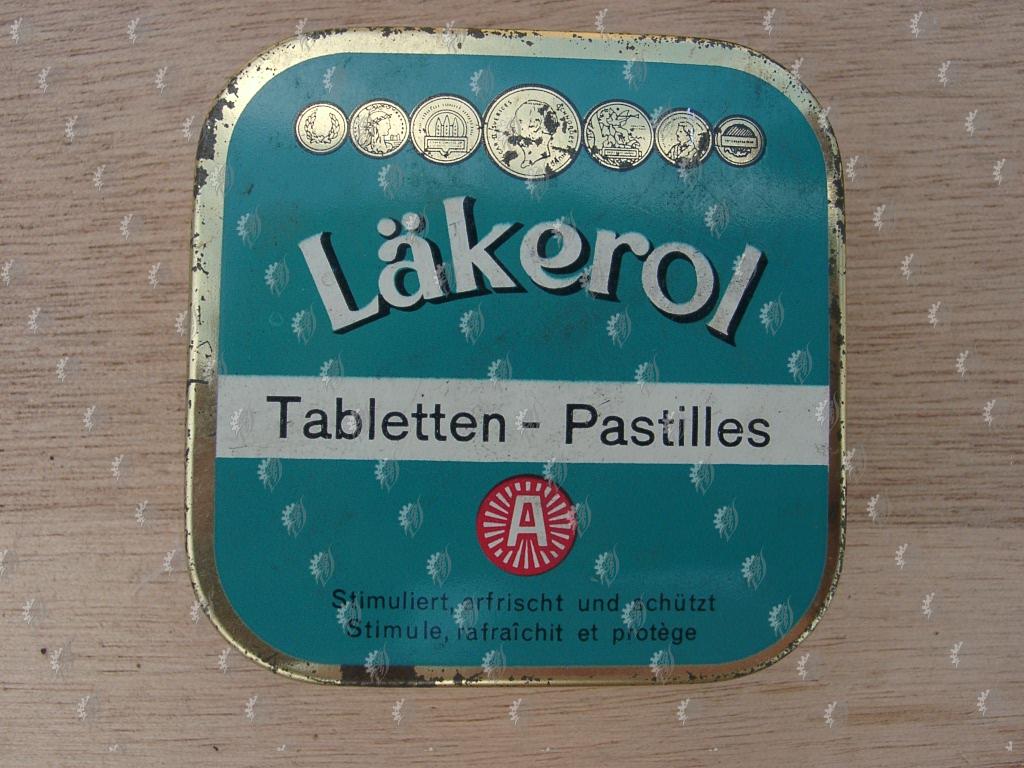 Läkerol
Tabletten - Pastilles
A
Stimuliert, erfrischt und schützt
Stimule, rafraîchit et protège